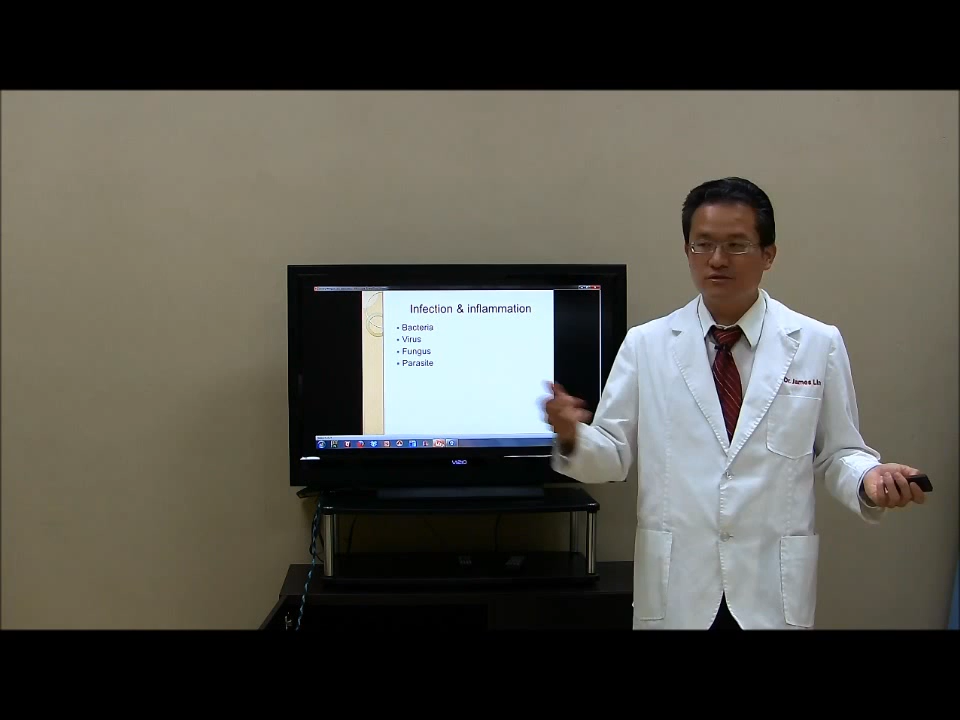 Infection & inflammation
• Bacteria
• Virus
• Fungus
• Parasite
VIZIO
Dr. James Lin